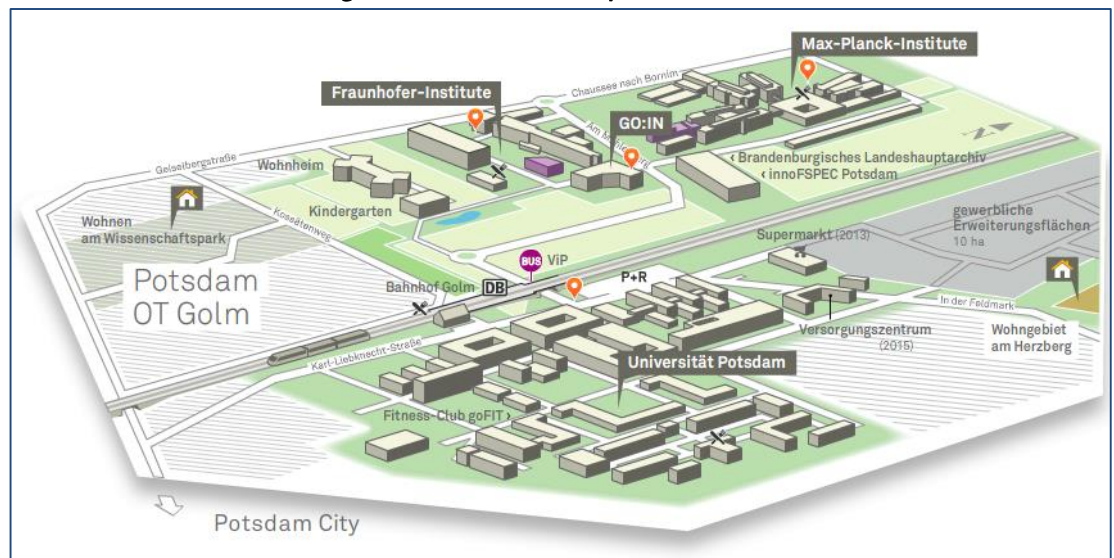 Max-Planck-Institute
Chaussee nach Bornim
Fraunhofer-Institute
GO:IN
Am Mühlenberg
Geiselbergstraße
Wohnheim
‹ Brandenburgisches Landeshauptarchiv
‹ innoFSPEC Potsdam
N
Kossätenweg
Kindergarten
Wohnen
am Wissenschaftspark
gewerbliche
Erweiterungsflächen
10 ha
Supermarkt (2013)
BUS ViP
P+R
Potsdam
OT Golm
Bahnhof Golm DB
In der Feldmark
Versorgungszentrum
(2015)
Wohngebiet
am Herzberg
Karl-Liebknecht-Straße
Universität Potsdam
Fitness-Club goFIT ›
Potsdam City